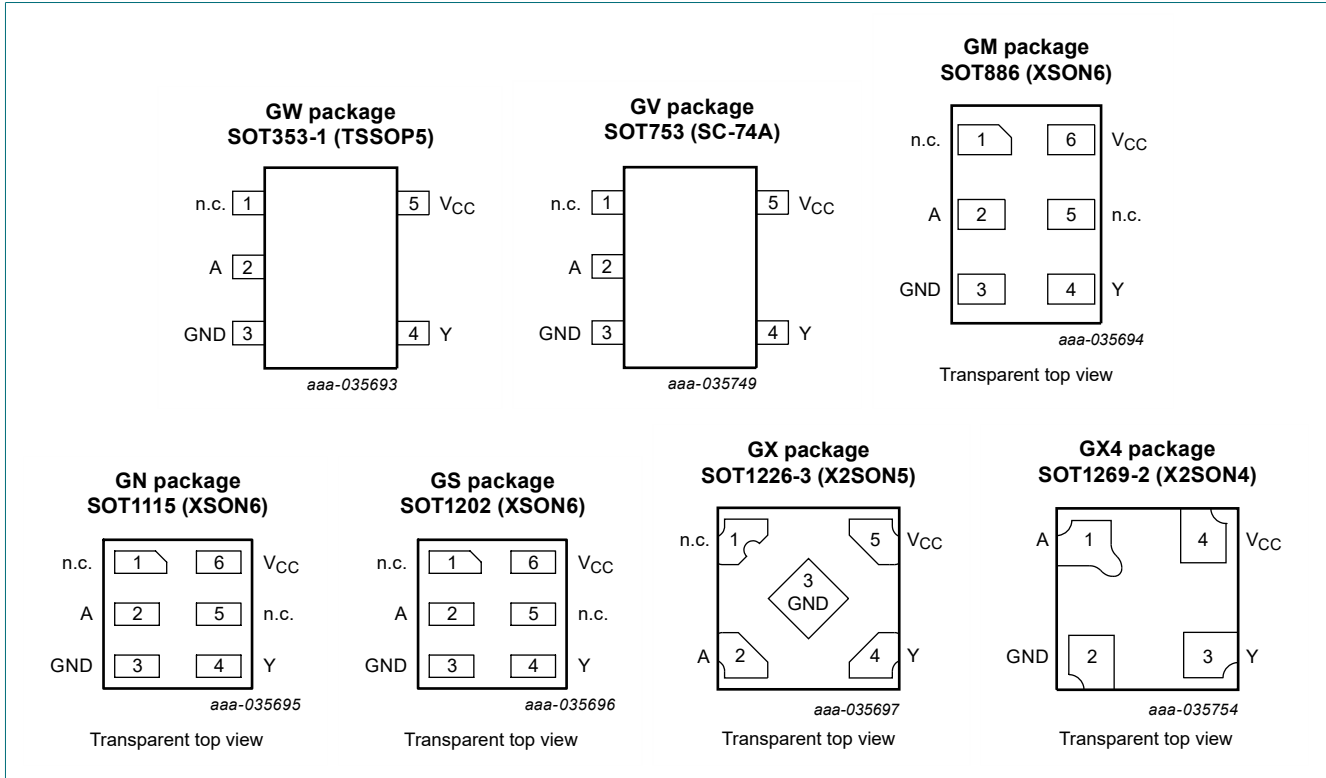 GW package
SOT353-1 (TSSOP5)
n.c. 1
5 VCC
A 2
GND 3
4 Y
aaa-035693
GV package
SOT753 (SC-74A)
n.c. 1
5 VCC
A 2
GND 3
4 Y
aaa-035749
GM package
SOT886 (XSON6)
n.c. 1 6 VCC
A 2 5 n.c.
GND 3 4 Y
aaa-035694
Transparent top view
GN package
SOT1115 (XSON6)
n.c. 1 6 VCC
A 2 5 n.c.
GND 3 4 Y
aaa-035695
Transparent top view
GS package
SOT1202 (XSON6)
n.c. 1 6 VCC
A 2 5 n.c.
GND 3 4 Y
aaa-035696
Transparent top view
GX package
SOT1226-3 (X2SON5)
n.c. 1 5 VCC
3
GND
A 2 4 Y
aaa-035697
Transparent top view
GX4 package
SOT1269-2 (X2SON4)
A 1 4 VCC
GND 2 3 Y
aaa-035754
Transparent top view